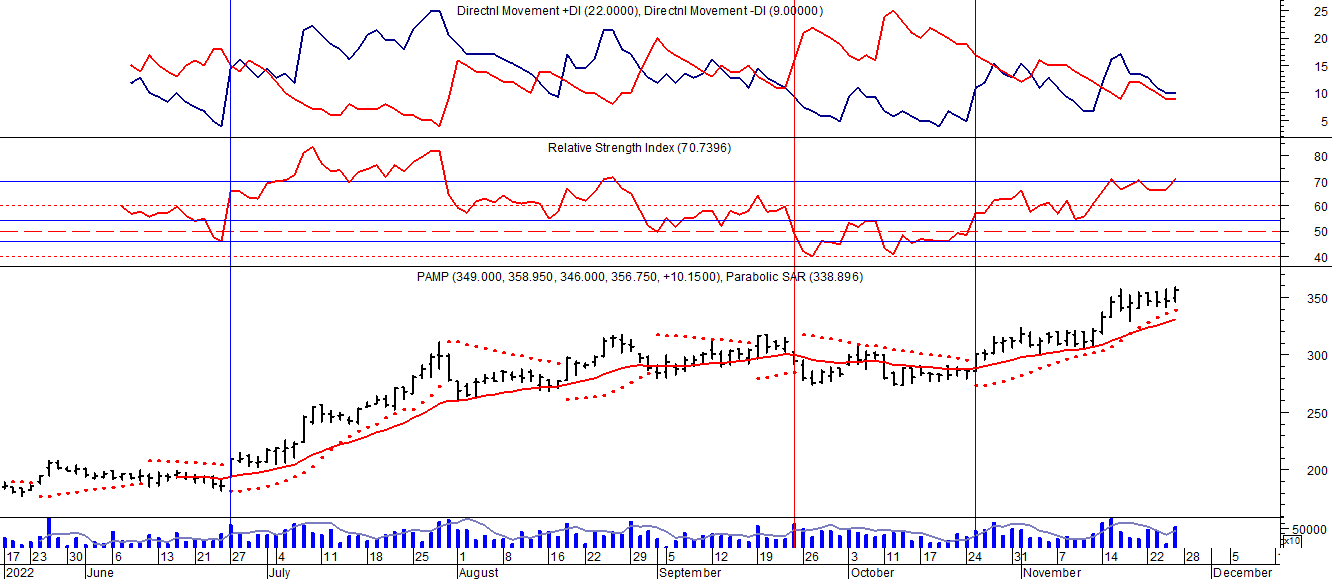 Directnl Movement +DI (22.0000), Directnl Movement -DI (9.00000)
25
20
15
10
5
Relative Strength Index (70.7396)
80
70
60
50
40
PAMP (349.000, 358.950, 346.000, 356.750, +10.1500), Parabolic SAR (338.896)
350
300
250
200
50000
x10
17 23 30 6 13 21 27 4 11 18 25 1 8 16 22 29 5 12 19 26 3 11 17 24 31 7 14 22 28 5
2022 June July August September October November December